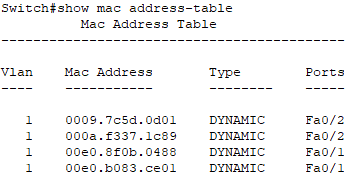 Switch#show mac address-table
Mac Address Table
-------------------------------------------
Vlan    Mac Address       Type        Ports
----    -----------       --------    -----
1    0009.7c5d.0d01    DYNAMIC     Fa0/2
1    000a.f337.1c89    DYNAMIC     Fa0/2
1    00e0.8f0b.0488    DYNAMIC     Fa0/1
1    00e0.b083.ce01    DYNAMIC     Fa0/1